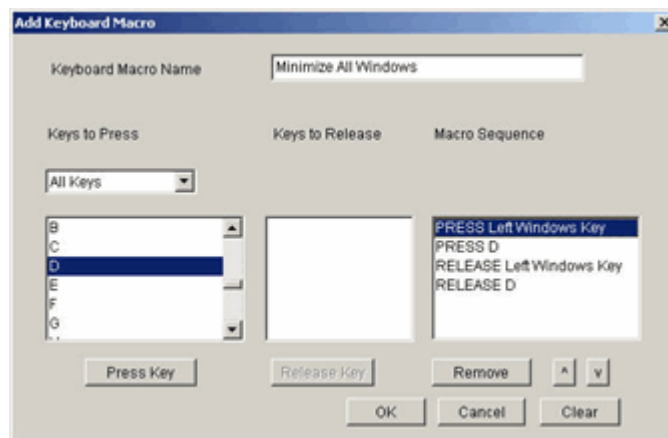 Add Keyboard Macro
Keyboard Macro Name
Minimize All Windows
Keys to Press
Keys to Release
Macro Sequence
All Keys
B
C
D
E
F
G
PRESS Left Windows Key
PRESS D
RELEASE Left Windows Key
RELEASE D
Press Key
Release Key
Remove
^
v
OK
Cancel
Clear